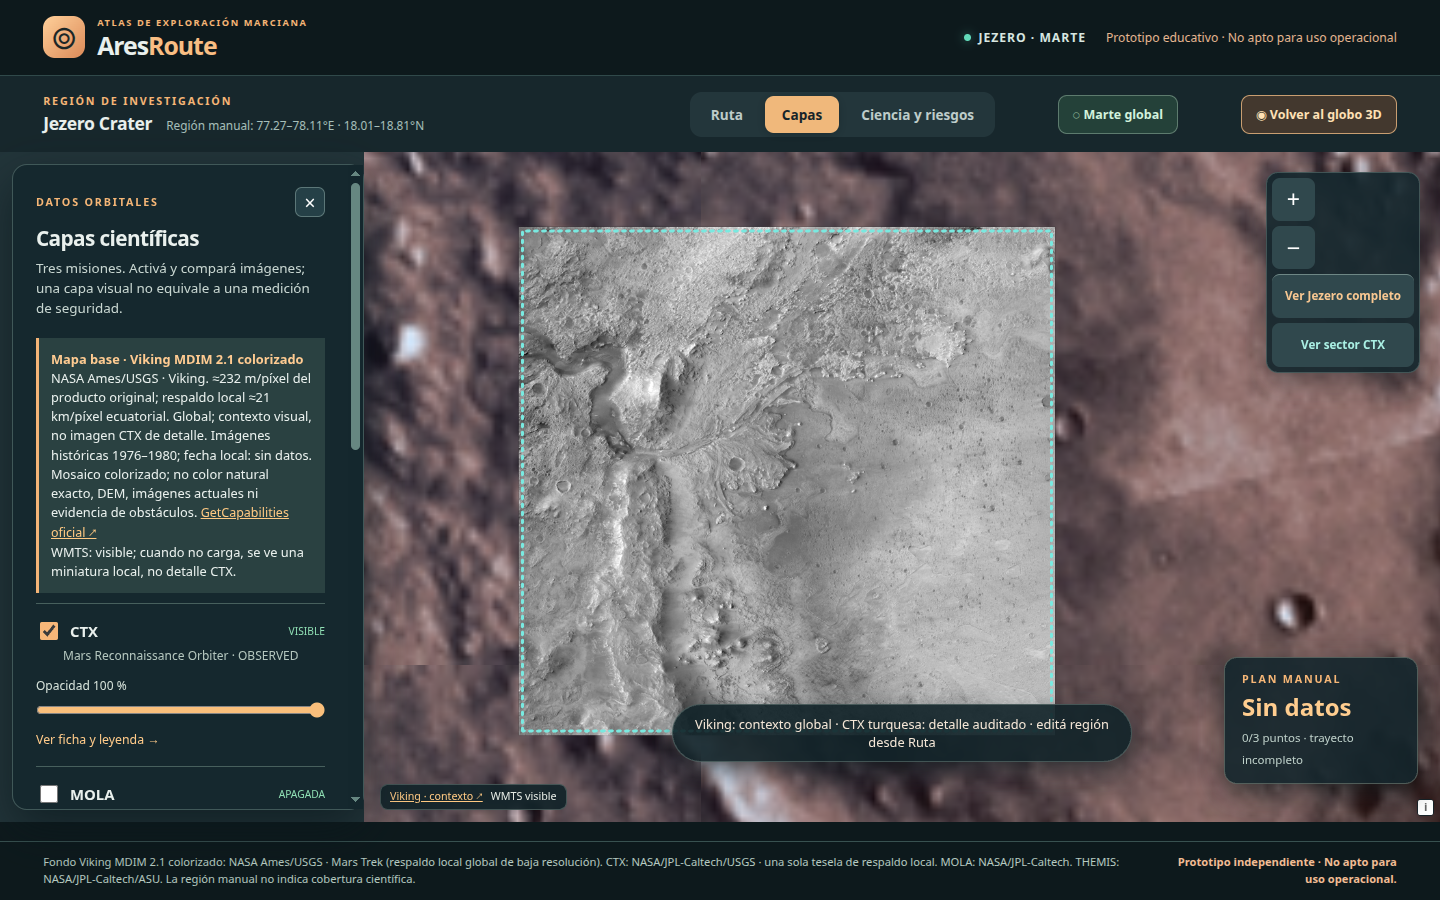 ATLAS DE EXPLORACIÓN MARCIANA
AresRoute
JEZERO · MARTE
Prototipo educativo · No apto para uso operacional
REGIÓN DE INVESTIGACIÓN
Jezero Crater
Región manual: 77.27–78.11°E · 18.01–18.81°N
Ruta
Capas
Ciencia y riesgos
○ Marte global
◉ Volver al globo 3D
DATOS ORBITALES
×
Capas científicas
Tres misiones. Activá y compará imágenes;
una capa visual no equivale a una medición
de seguridad.
Mapa base · Viking MDIM 2.1 colorizado
NASA Ames/USGS · Viking. ≈232 m/píxel del
producto original; respaldo local ≈21
km/píxel ecuatorial. Global; contexto visual,
no imagen CTX de detalle. Imágenes
históricas 1976–1980; fecha local: sin datos.
Mosaico colorizado; no color natural
exacto, DEM, imágenes actuales ni
evidencia de obstáculos. GetCapabilities
oficial ↗
WMTS: visible; cuando no carga, se ve una
miniatura local, no detalle CTX.
CTX
VISIBLE
Mars Reconnaissance Orbiter · OBSERVED
Opacidad 100 %
Ver ficha y leyenda →
MOLA
APAGADA
+
−
Ver Jezero completo
Ver sector CTX
Viking: contexto global · CTX turquesa: detalle auditado · editá región
desde Ruta
PLAN MANUAL
Sin datos
0/3 puntos · trayecto
incompleto
Viking · contexto ↗ WMTS visible
i
Fondo Viking MDIM 2.1 colorizado: NASA Ames/USGS · Mars Trek (respaldo local global de baja resolución). CTX: NASA/JPL-Caltech/USGS · una sola tesela de respaldo local. MOLA: NASA/JPL-Caltech. THEMIS:
NASA/JPL-Caltech/ASU. La región manual no indica cobertura científica.
Prototipo independiente · No apto para
uso operacional.